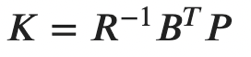 K = R⁻¹BᵀP